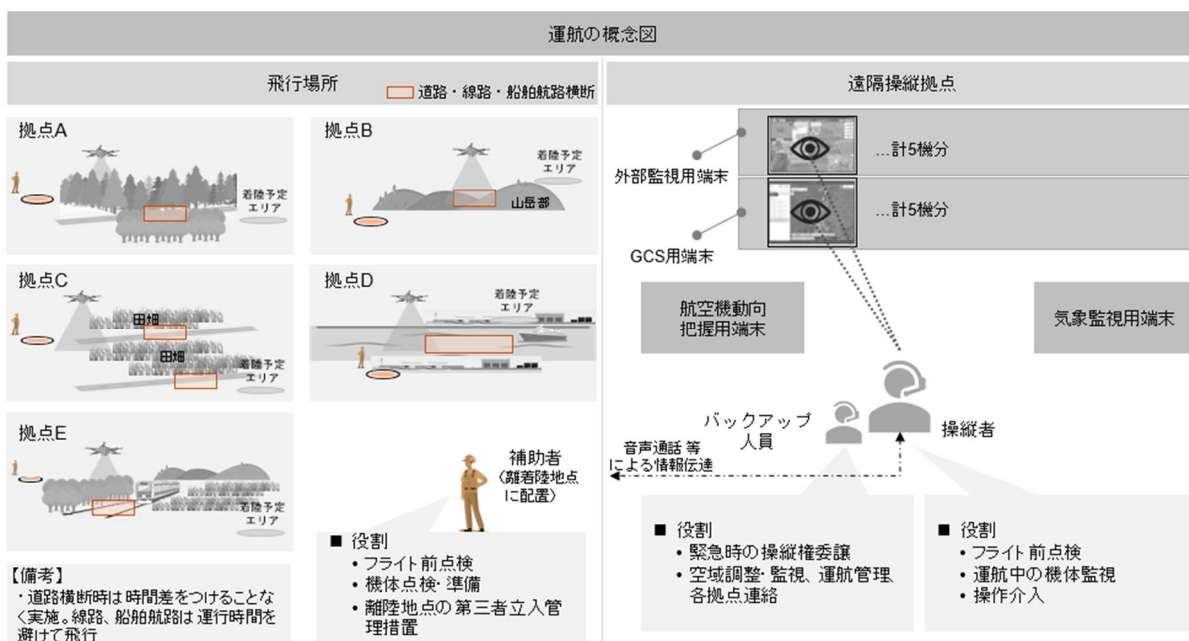 運航の概念図
飛行場所
道路・線路・船舶航路横断
拠点A
着陸予定
エリア
拠点B
着陸予定
エリア
山岳部
拠点C
田畑
田畑
着陸予定
エリア
拠点D
着陸予定
エリア
拠点E
着陸予定
エリア
補助者
(離着陸地点
に配置)
■ 役割
・フライト前点検
・機体点検・準備
・離陸地点の第三者立入管
理措置
【備考】
・道路横断時は時間差をつけることな
く実施。線路、船舶航路は運行時間を
避けて飛行
遠隔操縦拠点
外部監視用端末
…計5機分
GCS用端末
…計5機分
航空機動向
把握用端末
気象監視用端末
バックアップ
人員
操縦者
音声通話 等
による情報伝達
■ 役割
・緊急時の操縦権委譲
・空域調整・監視、運航管理、
各拠点連絡
■ 役割
・フライト前点検
・運航中の機体監視
・操作介入